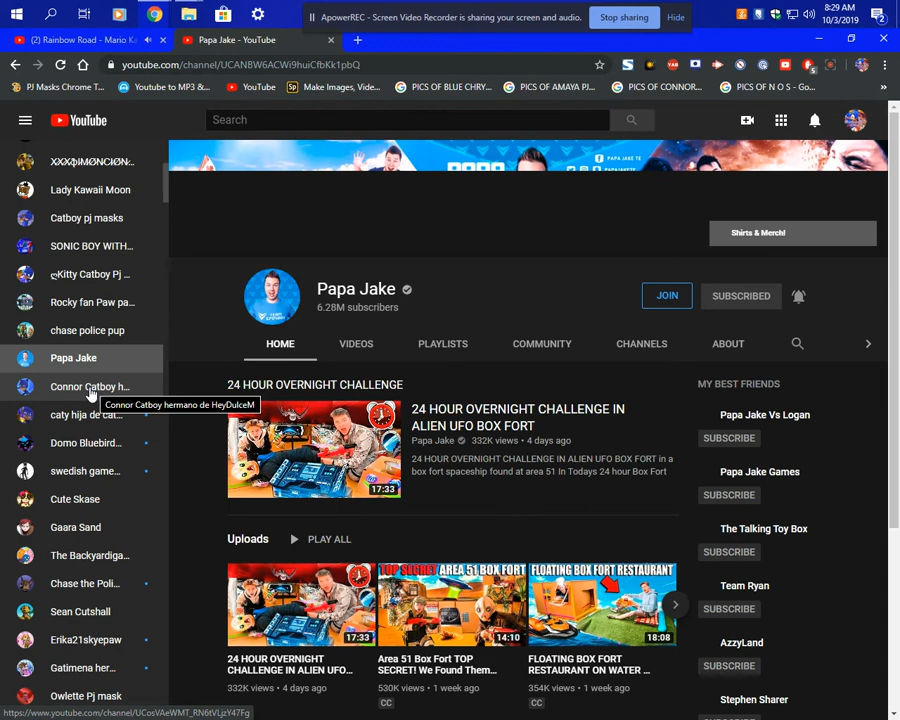 ApowerREC - Screen Video Recorder is sharing your screen and audio.
Stop sharing
Hide
8:29 AM
10/3/2019
2
(2) Rainbow Road - Mario Ka
Papa Jake - YouTube
youtube.com/channel/UCANBW6ACWi9huiCfbKk1pbQ
PJ Masks Chrome T...
Youtube to MP3 &...
YouTube
Make Images, Vide...
PICS OF BLUE CHRY...
PICS OF AMAYA PJ...
PICS OF CONNOR...
PICS OF N O S - Go...
YouTube
Search
Lady Kawaii Moon
Catboy pj masks
SONIC BOY WITH...
ღKitty Catboy Pj ...
Rocky fan Paw pa...
chase police pup
Papa Jake
Connor Catboy h...
Connor Catboy hermano de HeyDulceM
caty hija de cat...
Domo Bluebird...
swedish game...
Cute Skase
Gaara Sand
The Backyardiga...
Chase the Poli...
Sean Cutshall
Erika21skyepaw
Gatimena her...
Owlette Pj mask
https://www.youtube.com/channel/UCosVAeWMT_RN6tVLjzY47Fg
PAPA JAKE TE
Shirts & Merch!
Papa Jake
6.28M subscribers
JOIN
SUBSCRIBED
HOME
VIDEOS
PLAYLISTS
COMMUNITY
CHANNELS
ABOUT
24 HOUR OVERNIGHT CHALLENGE
17:33
24 HOUR OVERNIGHT CHALLENGE IN
ALIEN UFO BOX FORT
Papa Jake
332K views • 4 days ago
24 HOUR OVERNIGHT CHALLENGE IN ALIEN UFO BOX FORT in a
box fort spaceship found at area 51 In Todays 24 hour Box Fort
Uploads
PLAY ALL
17:33
24 HOUR OVERNIGHT
CHALLENGE IN ALIEN UFO...
332K views • 4 days ago
TOP SECRET AREA 51 BOX FORT
14:10
Area 51 Box Fort TOP
SECRET! We Found Them...
530K views • 1 week ago
CC
FLOATING BOX FORT RESTAURANT
18:08
FLOATING BOX FORT
RESTAURANT ON WATER ...
354K views • 1 week ago
CC
MY BEST FRIENDS
Papa Jake Vs Logan
SUBSCRIBE
Papa Jake Games
SUBSCRIBE
The Talking Toy Box
SUBSCRIBE
Team Ryan
SUBSCRIBE
AzzyLand
SUBSCRIBE
Stephen Sharer